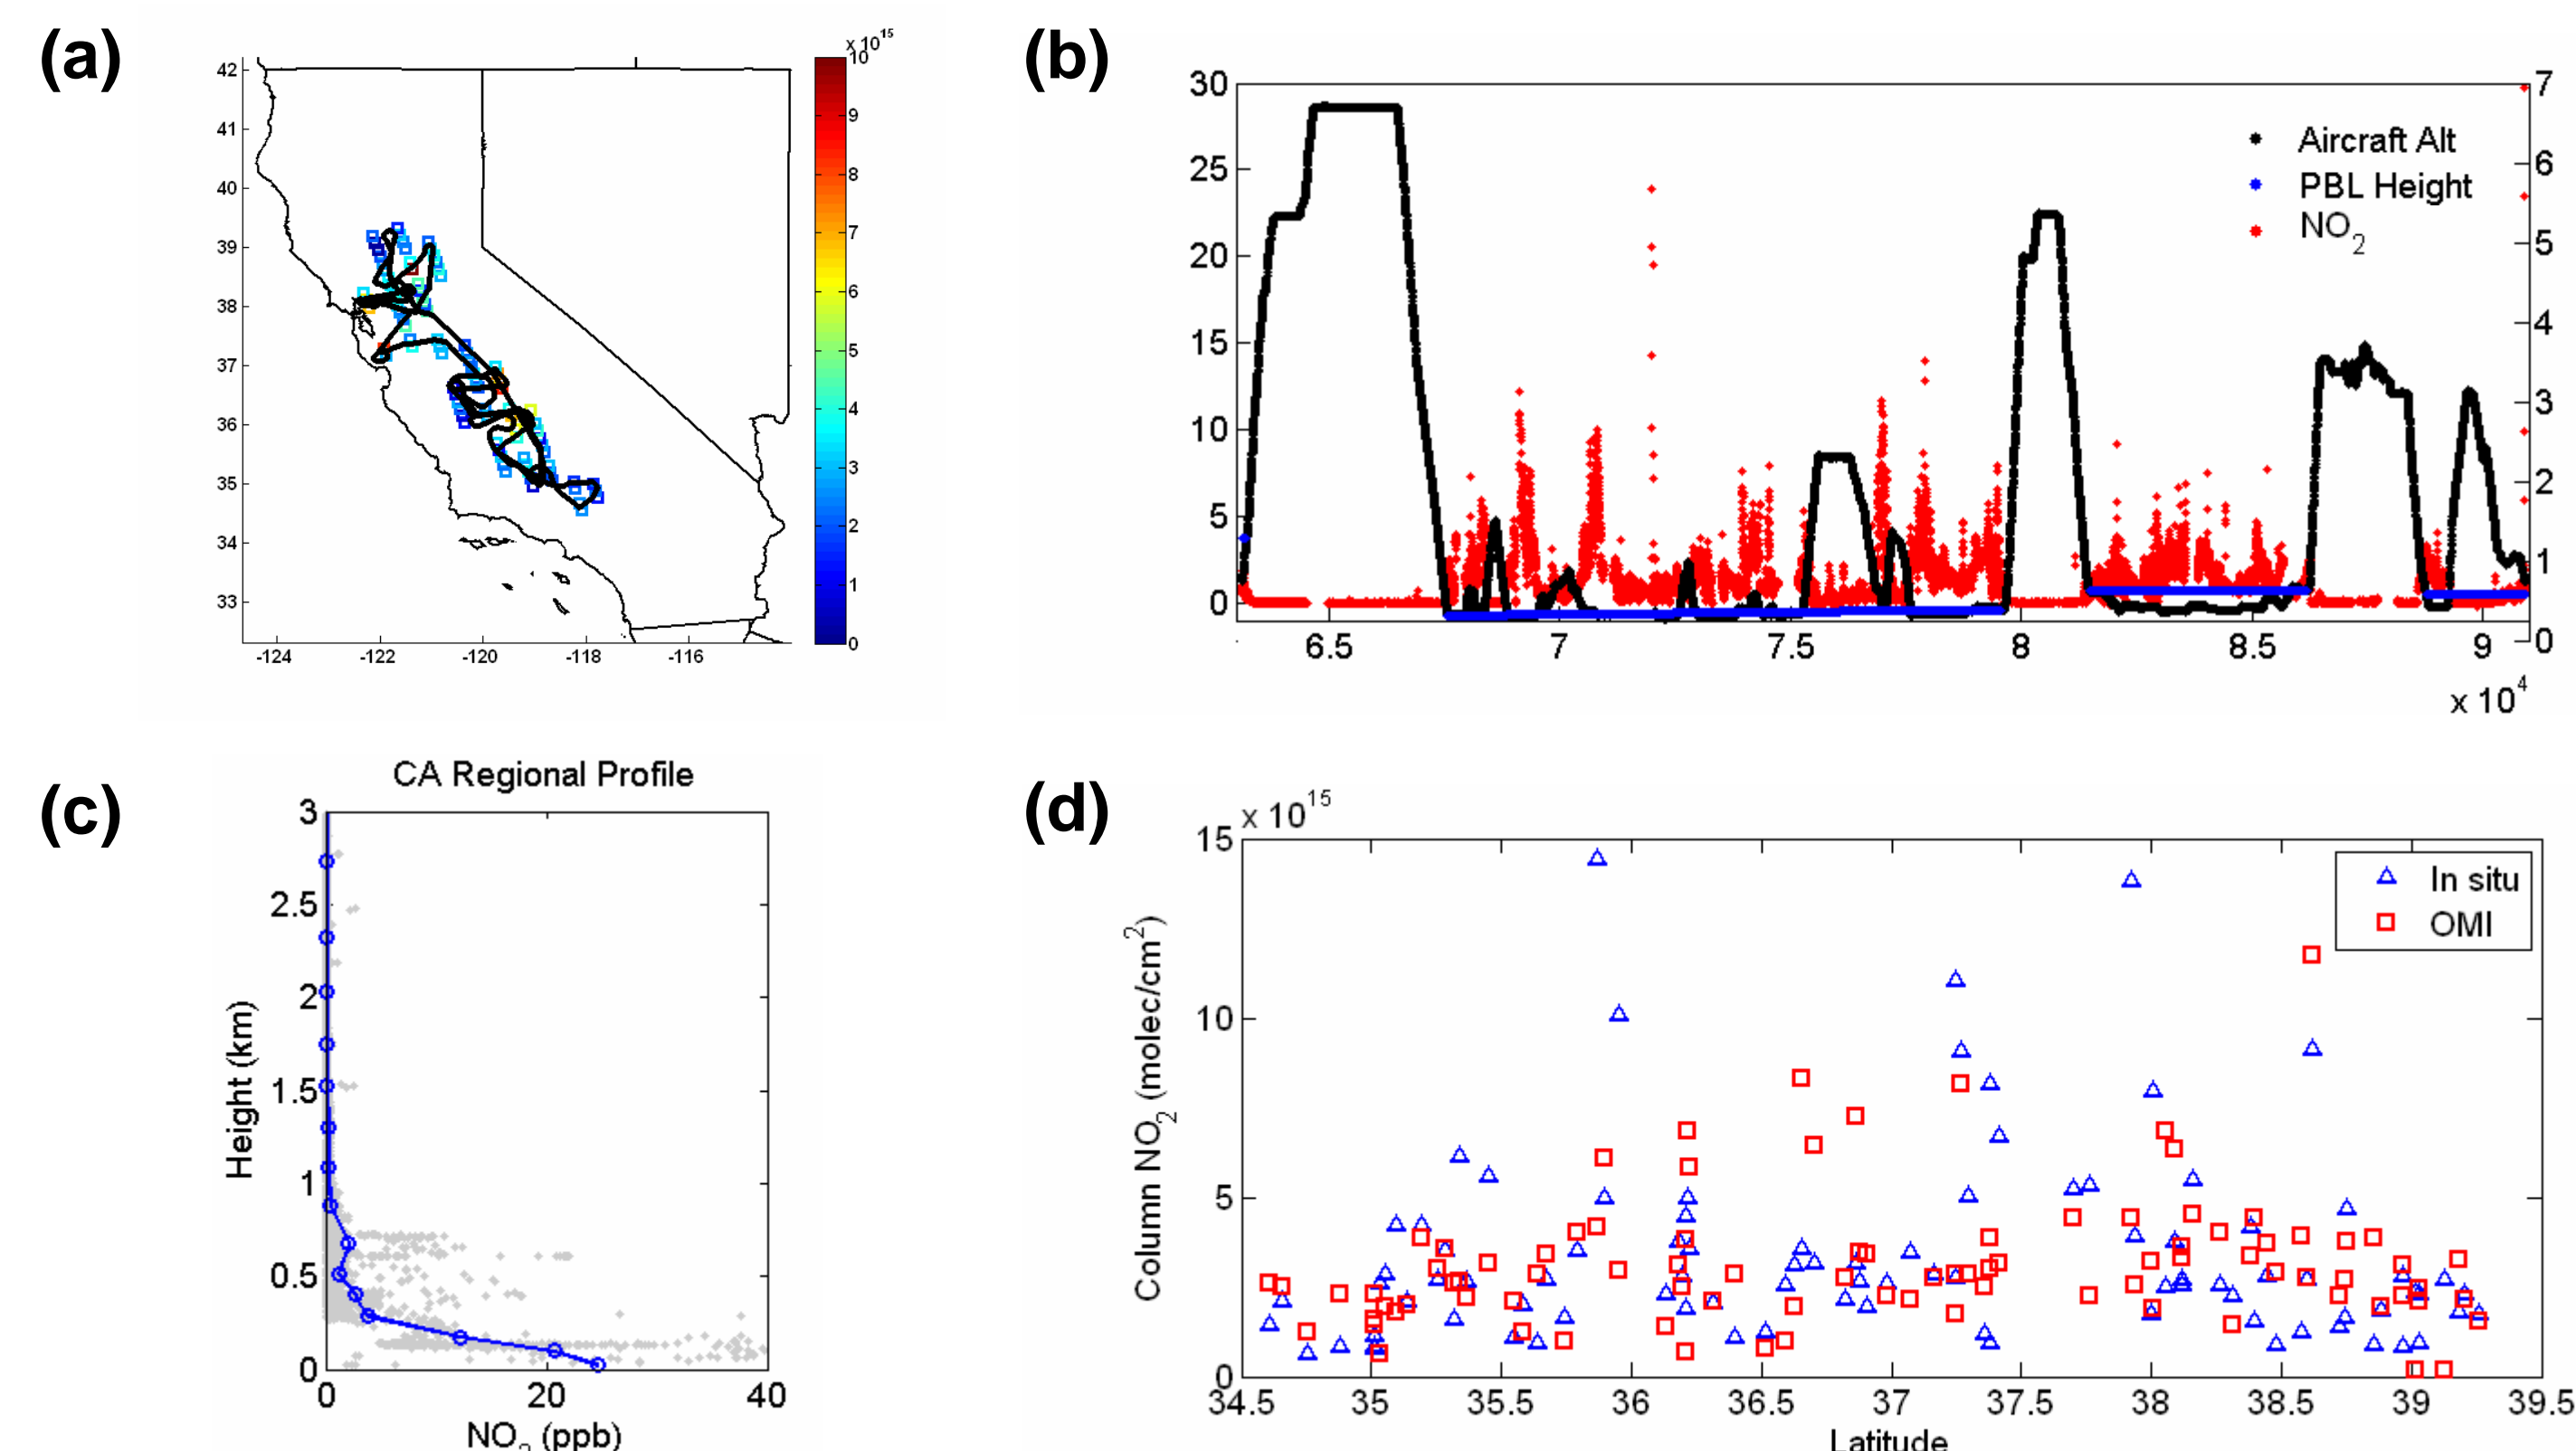 (a)
x 10^15
10
9
8
7
6
5
4
3
2
1
0
42
41
40
39
38
37
36
35
34
33
-124 -122 -120 -118 -116
(b)
30
25
20
15
10
5
0
7
6
5
4
3
2
1
0
Aircraft Alt
PBL Height
NO2
6.5 7 7.5 8 8.5 9
x 10^4
(c)
CA Regional Profile
3
2.5
2
1.5
1
0.5
0
Height (km)
0 20 40
NO2 (ppb)
(d)
x 10^15
15
10
5
0
Column NO2 (molec/cm^2)
In situ
OMI
34.5 35 35.5 36 36.5 37 37.5 38 38.5 39 39.5
Latitude